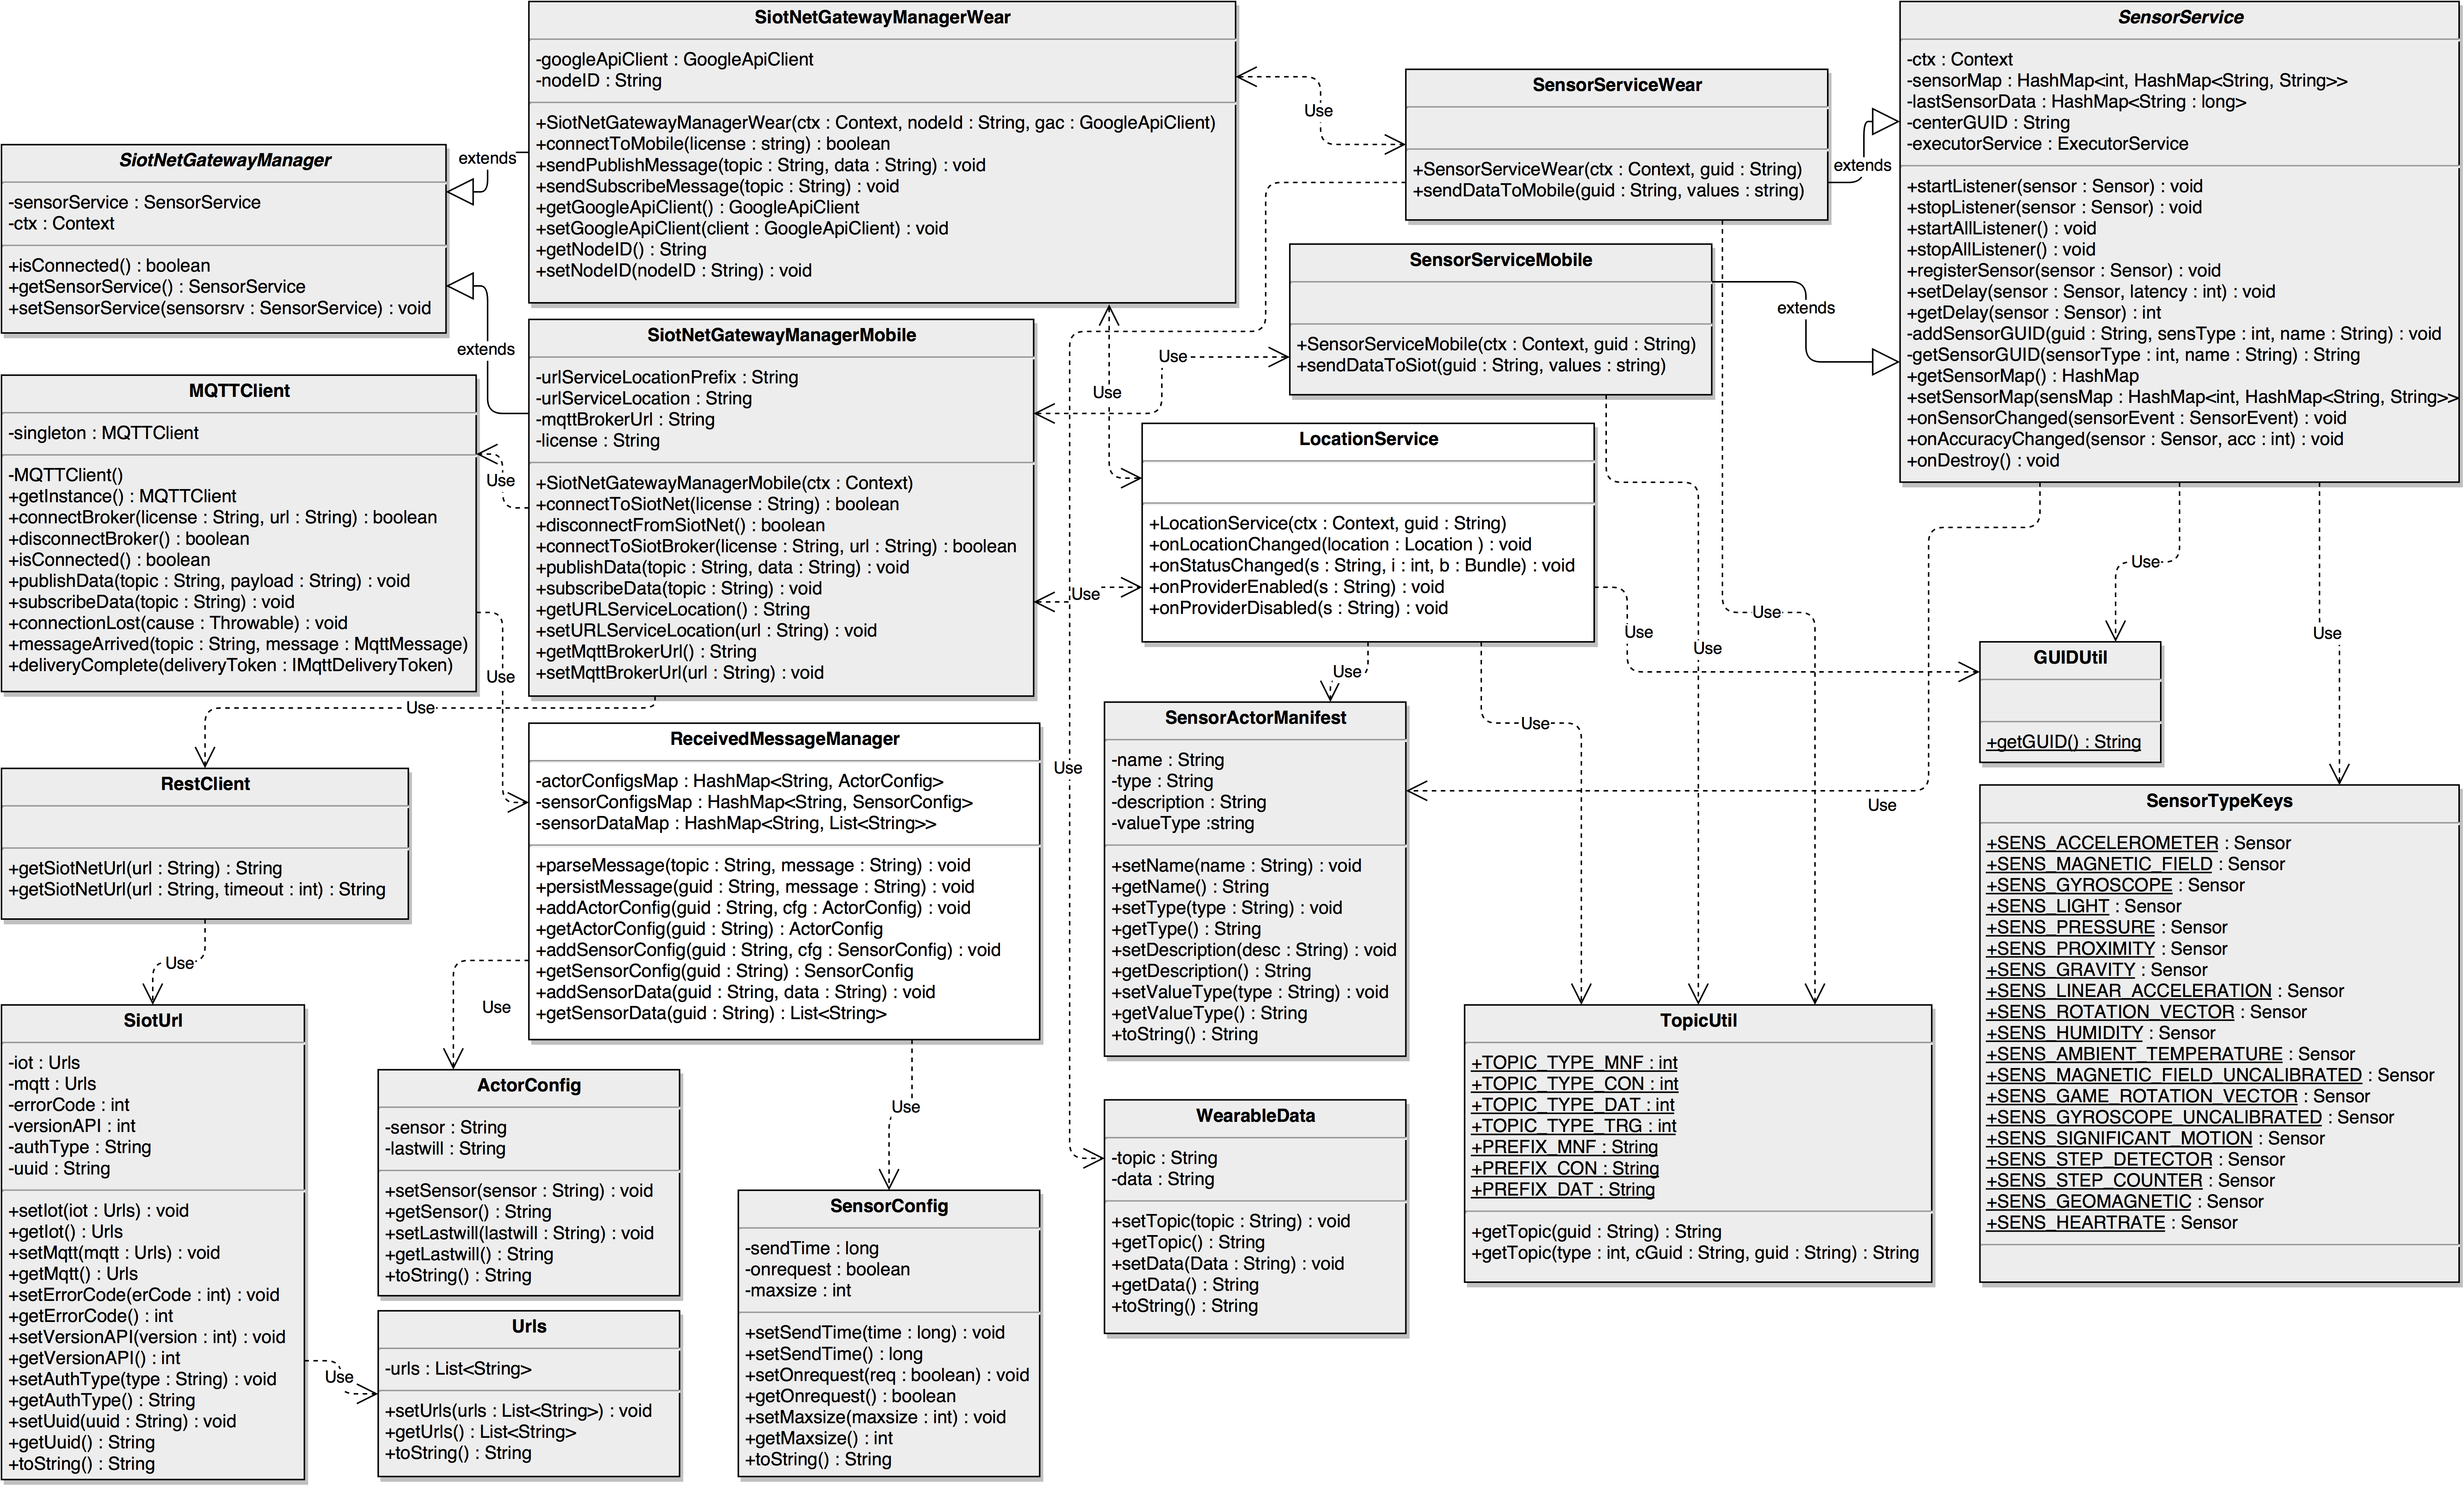 SiotNetGatewayManagerWear
-googleApiClient : GoogleApiClient
-nodeID : String
+SiotNetGatewayManagerWear(ctx : Context, nodeId : String, gac : GoogleApiClient)
+connectToMobile(license : string) : boolean
+sendPublishMessage(topic : String, data : String) : void
+sendSubscribeMessage(topic : String) : void
+getGoogleApiClient() : GoogleApiClient
+setGoogleApiClient(client : GoogleApiClient) : void
+getNodeID() : String
+setNodeID(nodeID : String) : void
Use
SensorServiceWear
+SensorServiceWear(ctx : Context, guid : String)
+sendDataToMobile(guid : String, values : string)
extends
SensorService
-ctx : Context
-sensorMap : HashMap<int, HashMap<String, String>>
-lastSensorData : HashMap<String : long>
-centerGUID : String
-executorService : ExecutorService
+startListener(sensor : Sensor) : void
+stopListener(sensor : Sensor) : void
+startAllListener() : void
+stopAllListener() : void
+registerSensor(sensor : Sensor) : void
+setDelay(sensor : Sensor, latency : int) : void
+getDelay(sensor : Sensor) : int
-addSensorGUID(guid : String, sensType : int, name : String) : void
-getSensorGUID(sensorType : int, name : String) : String
+getSensorMap() : HashMap
+setSensorMap(sensMap : HashMap<int, HashMap<String, String>>
+onSensorChanged(sensorEvent : SensorEvent) : void
+onAccuracyChanged(sensor : Sensor, acc : int) : void
+onDestroy() : void
SiotNetGatewayManager
-sensorService : SensorService
-ctx : Context
+isConnected() : boolean
+getSensorService() : SensorService
+setSensorService(sensorsrv : SensorService) : void
extends
extends
SensorServiceMobile
+SensorServiceMobile(ctx : Context, guid : String)
+sendDataToSiot(guid : String, values : string)
extends
Use
Use
SiotNetGatewayManagerMobile
-urlServiceLocationPrefix : String
-urlServiceLocation : String
-mqttBrokerUrl : String
-license : String
+SiotNetGatewayManagerMobile(ctx : Context)
+connectToSiotNet(license : String) : boolean
+disconnectFromSiotNet() : boolean
+connectToSiotBroker(license : String, url : String) : boolean
+publishData(topic : String, data : String) : void
+subscribeData(topic : String) : void
+getURLServiceLocation() : String
+setURLServiceLocation(url : String) : void
+getMqttBrokerUrl() : String
+setMqttBrokerUrl(url : String) : void
MQTTClient
-singleton : MQTTClient
-MQTTClient()
+getInstance() : MQTTClient
+connectBroker(license : String, url : String) : boolean
+disconnectBroker() : boolean
+isConnected() : boolean
+publishData(topic : String, payload : String) : void
+subscribeData(topic : String) : void
+connectionLost(cause : Throwable) : void
+messageArrived(topic : String, message : MqttMessage)
+deliveryComplete(deliveryToken : IMqttDeliveryToken)
Use
Use
Use
LocationService
+LocationService(ctx : Context, guid : String)
+onLocationChanged(location : Location ) : void
+onStatusChanged(s : String, i : int, b : Bundle) : void
+onProviderEnabled(s : String) : void
+onProviderDisabled(s : String) : void
Use
Use
Use
Use
Use
Use
Use
Use
Use
Use
Use
GUIDUtil
+getGUID() : String
RestClient
+getSiotNetUrl(url : String) : String
+getSiotNetUrl(url : String, timeout : int) : String
Use
ReceivedMessageManager
-actorConfigsMap : HashMap<String, ActorConfig>
-sensorConfigsMap : HashMap<String, SensorConfig>
-sensorDataMap : HashMap<String, List<String>>
+parseMessage(topic : String, message : String) : void
+persistMessage(guid : String, message : String) : void
+addActorConfig(guid : String, cfg : ActorConfig) : void
+getActorConfig(guid : String) : ActorConfig
+addSensorConfig(guid : String, cfg : SensorConfig) : void
+getSensorConfig(guid : String) : SensorConfig
+addSensorData(guid : String, data : String) : void
+getSensorData(guid : String) : List<String>
Use
Use
SensorActorManifest
-name : String
-type : String
-description : String
-valueType :string
+setName(name : String) : void
+getName() : String
+setType(type : String) : void
+getType() : String
+setDescription(desc : String) : void
+getDescription() : String
+setValueType(type : String) : void
+getValueType() : String
+toString() : String
SensorTypeKeys
+SENS_ACCELEROMETER : Sensor
+SENS_MAGNETIC_FIELD : Sensor
+SENS_GYROSCOPE : Sensor
+SENS_LIGHT : Sensor
+SENS_PRESSURE : Sensor
+SENS_PROXIMITY : Sensor
+SENS_GRAVITY : Sensor
+SENS_LINEAR_ACCELERATION : Sensor
+SENS_ROTATION_VECTOR : Sensor
+SENS_HUMIDITY : Sensor
+SENS_AMBIENT_TEMPERATURE : Sensor
+SENS_MAGNETIC_FIELD_UNCALIBRATED : Sensor
+SENS_GAME_ROTATION_VECTOR : Sensor
+SENS_GYROSCOPE_UNCALIBRATED : Sensor
+SENS_SIGNIFICANT_MOTION : Sensor
+SENS_STEP_DETECTOR : Sensor
+SENS_STEP_COUNTER : Sensor
+SENS_GEOMAGNETIC : Sensor
+SENS_HEARTRATE : Sensor
SiotUrl
-iot : Urls
-mqtt : Urls
-errorCode : int
-versionAPI : int
-authType : String
-uuid : String
+setIot(iot : Urls) : void
+getIot() : Urls
+setMqtt(mqtt : Urls) : void
+getMqtt() : Urls
+setErrorCode(erCode : int) : void
+getErrorCode() : int
+setVersionAPI(version : int) : void
+getVersionAPI() : int
+setAuthType(type : String) : void
+getAuthType() : String
+setUuid(uuid : String) : void
+getUuid() : String
+toString() : String
Use
ActorConfig
-sensor : String
-lastwill : String
+setSensor(sensor : String) : void
+getSensor() : String
+setLastwill(lastwill : String) : void
+getLastwill() : String
+toString() : String
Urls
-urls : List<String>
+setUrls(urls : List<String>) : void
+getUrls() : List<String>
+toString() : String
SensorConfig
-sendTime : long
-onrequest : boolean
-maxsize : int
+setSendTime(time : long) : void
+setSendTime() : long
+setOnrequest(req : boolean) : void
+getOnrequest() : boolean
+setMaxsize(maxsize : int) : void
+getMaxsize() : int
+toString() : String
WearableData
-topic : String
-data : String
+setTopic(topic : String) : void
+getTopic() : String
+setData(Data : String) : void
+getData() : String
+toString() : String
TopicUtil
+TOPIC_TYPE_MNF : int
+TOPIC_TYPE_CON : int
+TOPIC_TYPE_DAT : int
+TOPIC_TYPE_TRG : int
+PREFIX_MNF : String
+PREFIX_CON : String
+PREFIX_DAT : String
+getTopic(guid : String) : String
+getTopic(type : int, cGuid : String, guid : String) : String